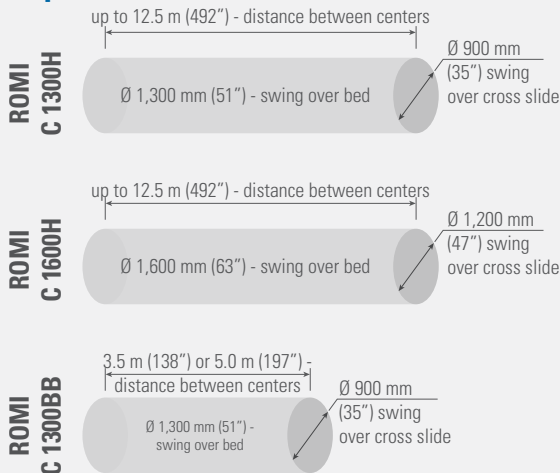 up to 12.5 m (492”) - distance between centers
ROMI
C 1300H
Ø 1,300 mm (51”) - swing over bed
Ø 900 mm
(35”) swing
over cross slide
up to 12.5 m (492”) - distance between centers
ROMI
C 1600H
Ø 1,600 mm (63”) - swing over bed
Ø 1,200 mm
(47”) swing
over cross slide
3.5 m (138”) or 5.0 m (197”) -
distance between centers
ROMI
C 1300BB
Ø 1,300 mm (51”) -
swing over bed
Ø 900 mm
(35”) swing
over cross slide